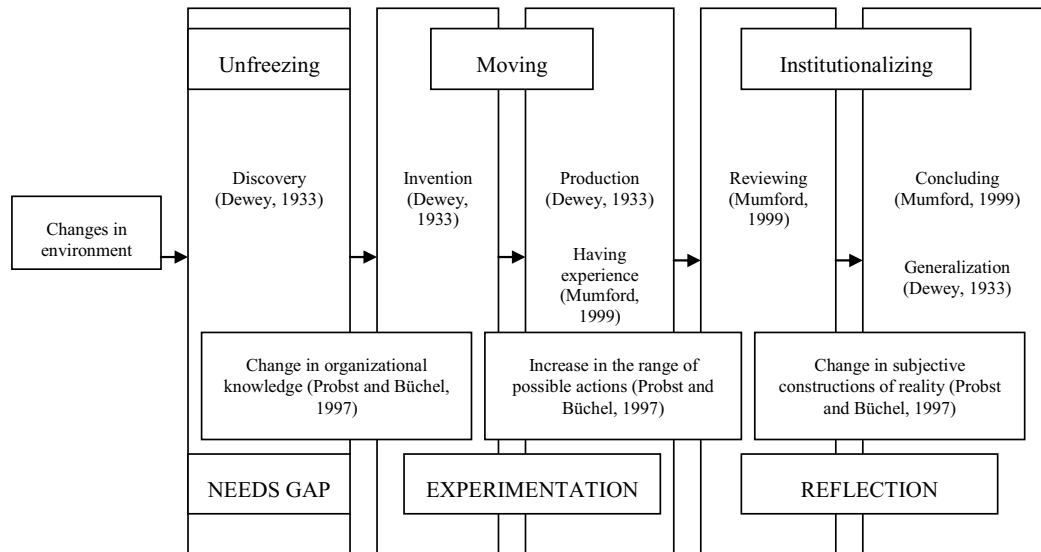 Unfreezing
Moving
Institutionalizing
Changes in
environment
Discovery
(Dewey, 1933)
Invention
(Dewey,
1933)
Production
(Dewey, 1933)
Having
experience
(Mumford,
1999)
Reviewing
(Mumford,
1999)
Concluding
(Mumford, 1999)
Generalization
(Dewey, 1933)
Change in organizational
knowledge (Probst and Büchel,
1997)
Increase in the range of
possible actions (Probst and
Büchel, 1997)
Change in subjective
constructions of reality (Probst
and Büchel, 1997)
NEEDS GAP
EXPERIMENTATION
REFLECTION